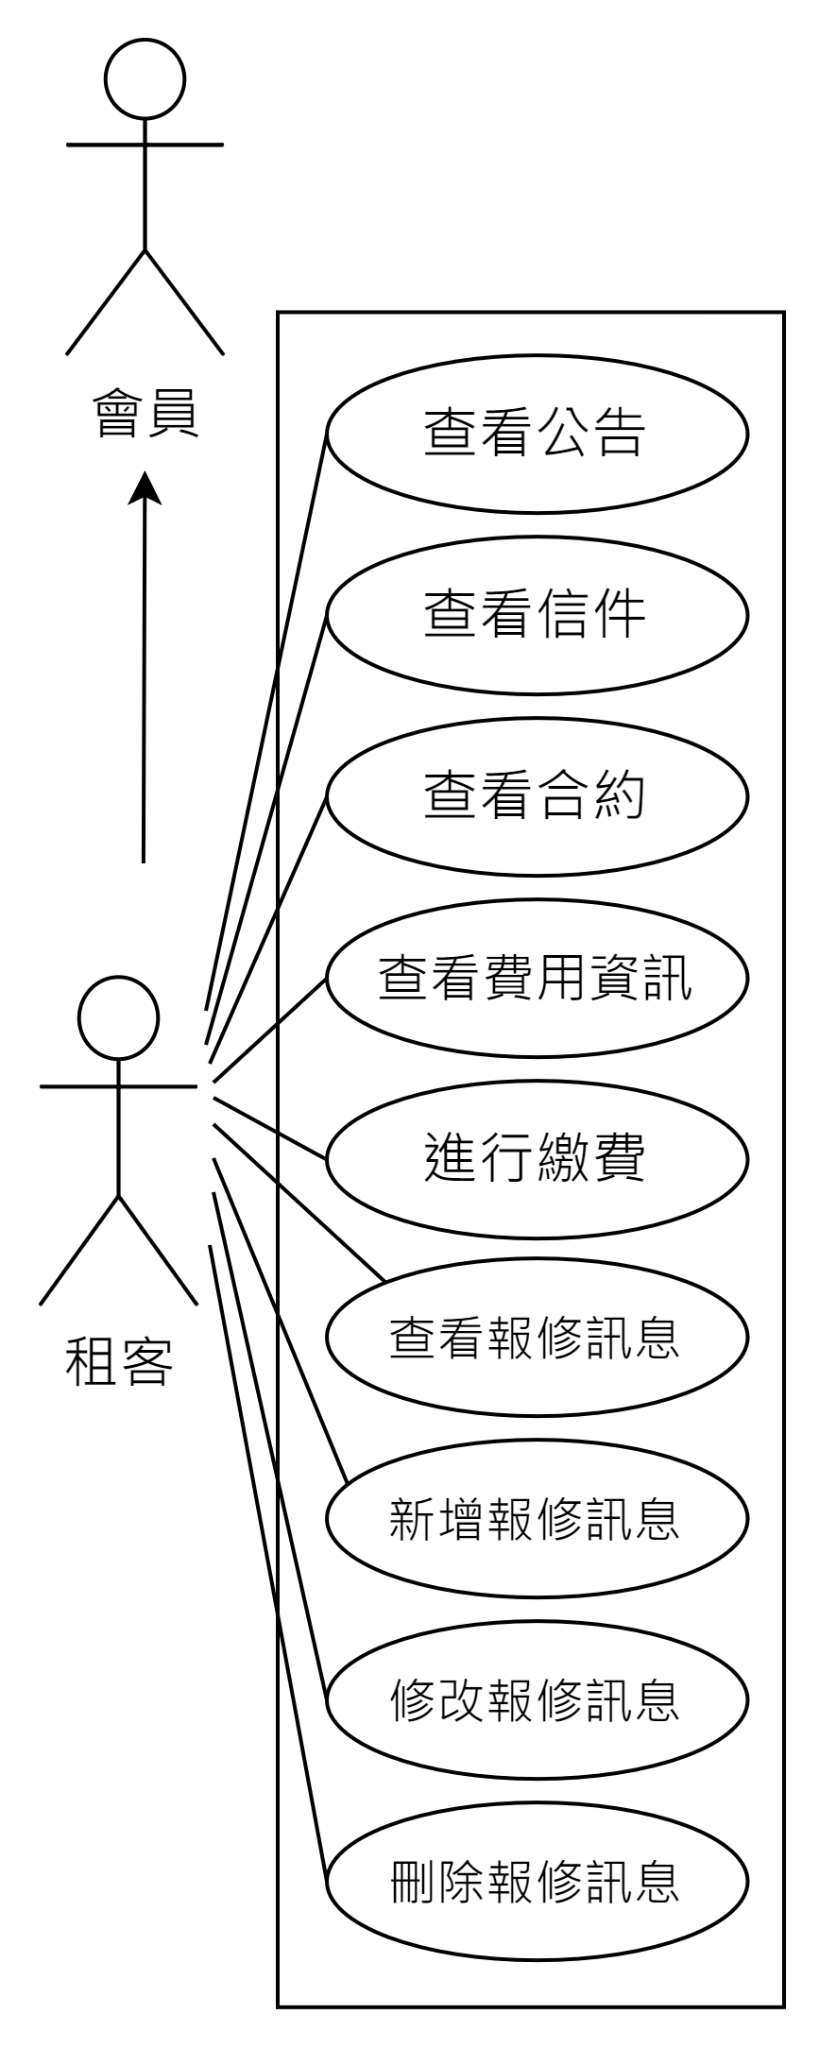 會員
查看公告
查看信件
查看合約
查看費用資訊
進行繳費
查看報修訊息
租客
新增報修訊息
修改報修訊息
刪除報修訊息